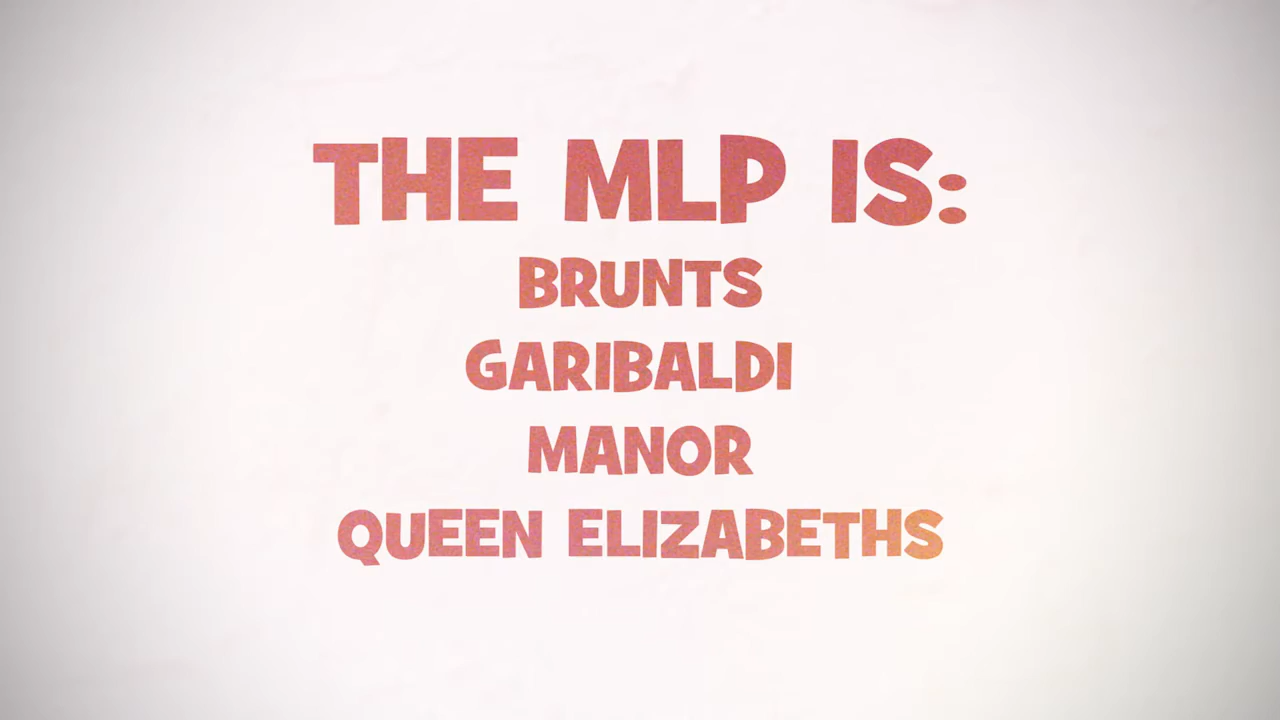 THE MLP IS:
BRUNTS
GARIBALDI
MANOR
QUEEN ELIZABETHS